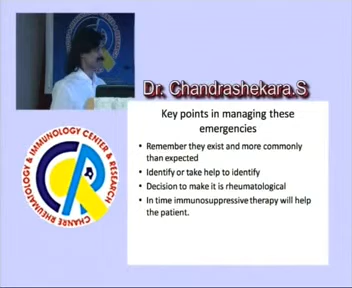 Dr. Chandrashekara.S
Key points in managing these
emergencies
• Remember they exist and more commonly
than expected
• Identify or take help to identify
• Decision to make it is rheumatological
• In time immunosuppressive therapy will help
the patient.
CHANRE RHEUMATOLOGY & IMMUNOLOGY CENTER & RESEARCH